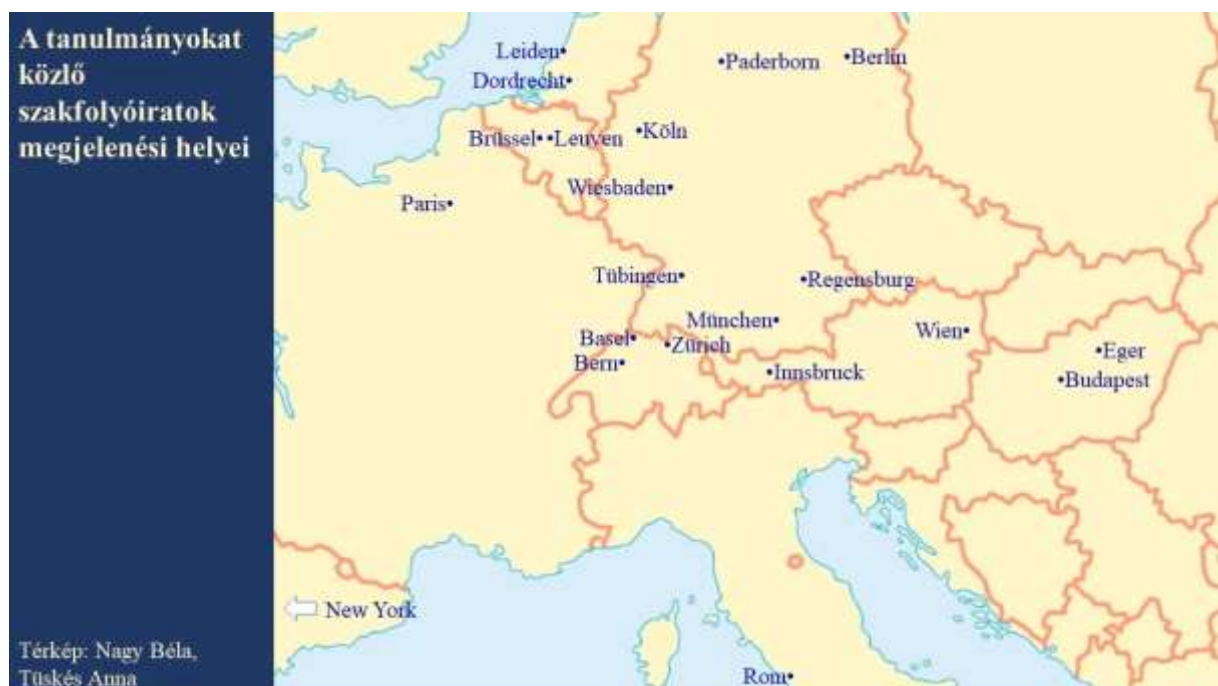 A tanulmányokat
közlő
szakfolyóiratok
megjelenési helyei
Leiden
Dordrecht
Paderborn
Berlin
Brüssel
Leuven
Köln
Wiesbaden
Paris
Tübingen
Regensburg
München
Wien
Basel
Zürich
Bern
Innsbruck
Eger
Budapest
New York
Rom
Térkép: Nagy Béla,
Tüskés Anna